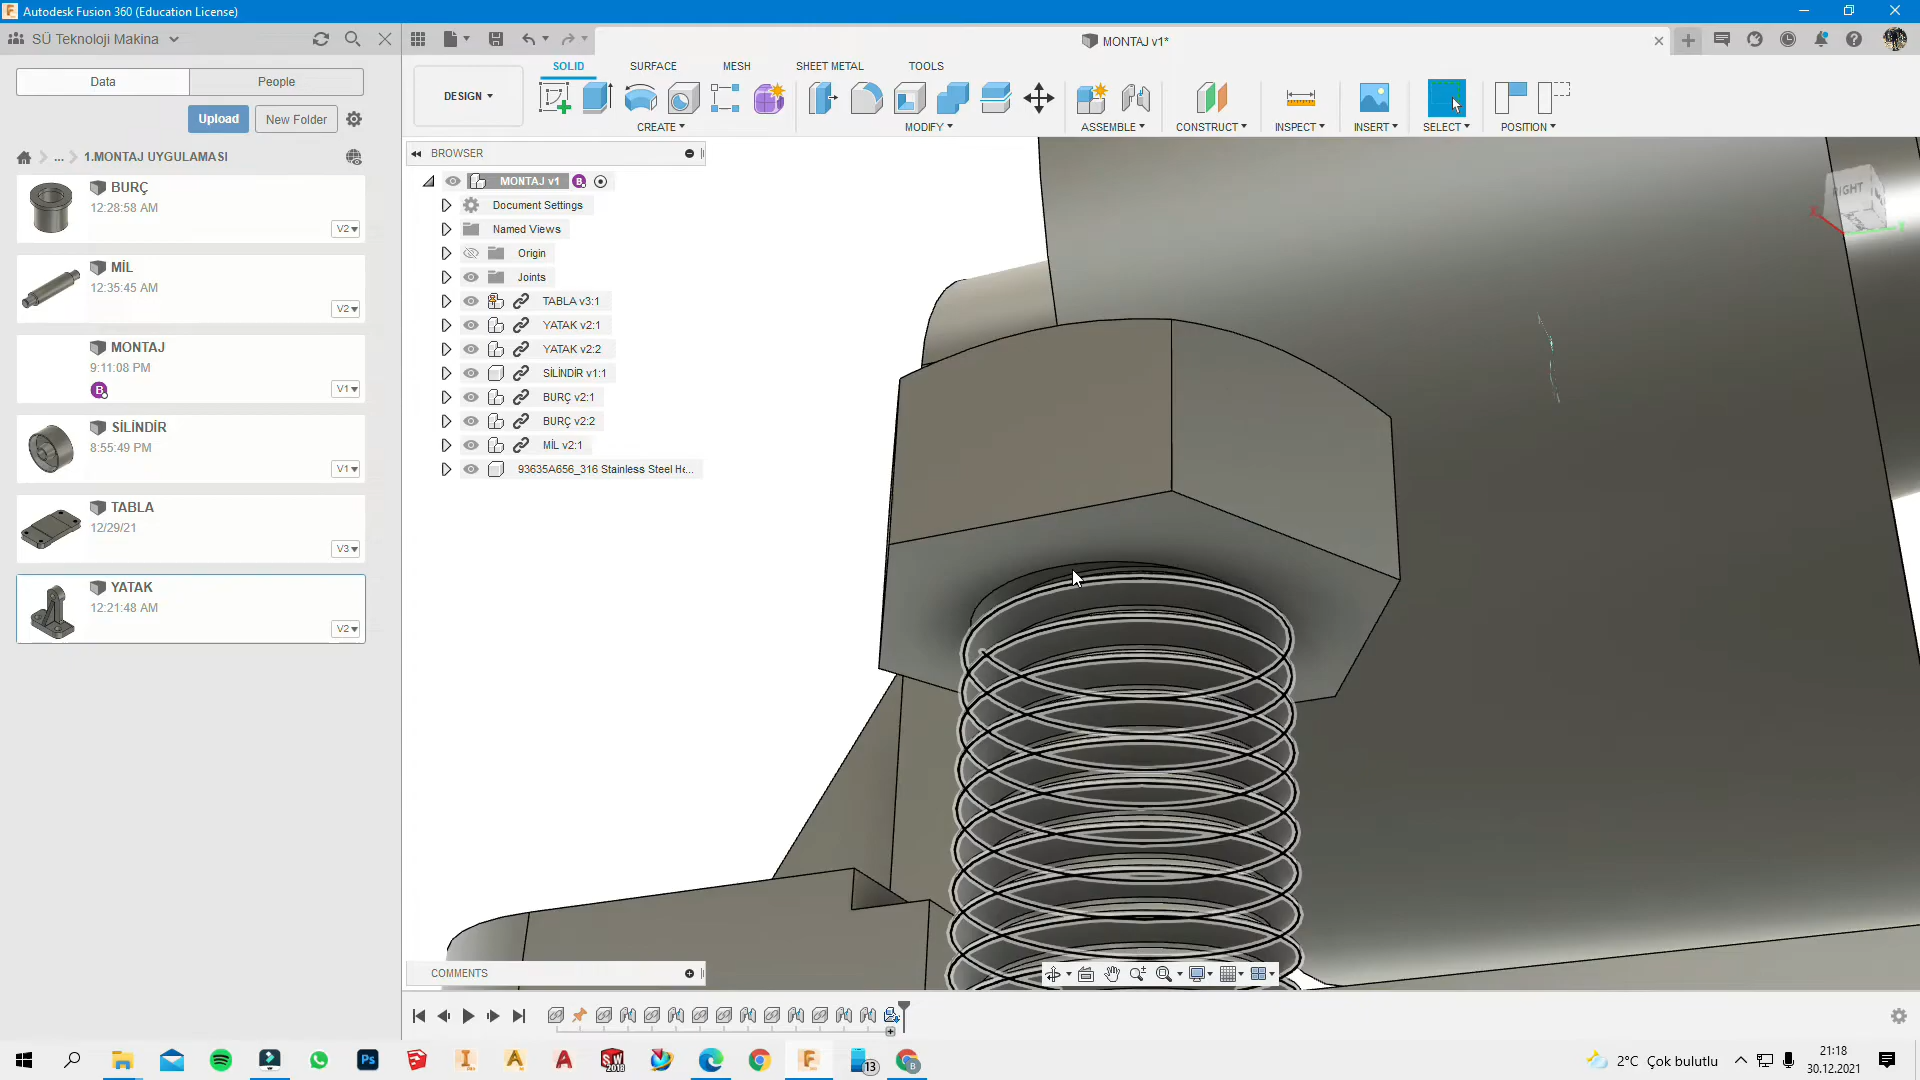 Autodesk Fusion 360 (Education License)
SÜ Teknoloji Makina
MONTAJ v1*
Data
People
Upload
New Folder
... 1.MONTAJ UYGULAMASI
BURÇ
12:28:58 AM
V2
MİL
12:35:45 AM
V2
MONTAJ
9:11:08 PM
B
V1
SİLİNDİR
8:55:49 PM
V1
TABLA
12/29/21
V3
YATAK
12:21:48 AM
V2
SOLID
SURFACE
MESH
SHEET METAL
TOOLS
DESIGN
CREATE
MODIFY
ASSEMBLE
CONSTRUCT
INSPECT
INSERT
SELECT
POSITION
BROWSER
MONTAJ v1
B
Document Settings
Named Views
Origin
Joints
TABLA v3:1
YATAK v2:1
YATAK v2:2
SİLİNDİR v1:1
BURÇ v2:1
BURÇ v2:2
MİL v2:1
93635A656_316 Stainless Steel He...
RIGHT
COMMENTS
Ps
SW
2018
13
B
2°C Çok bulutlu
21:18
30.12.2021